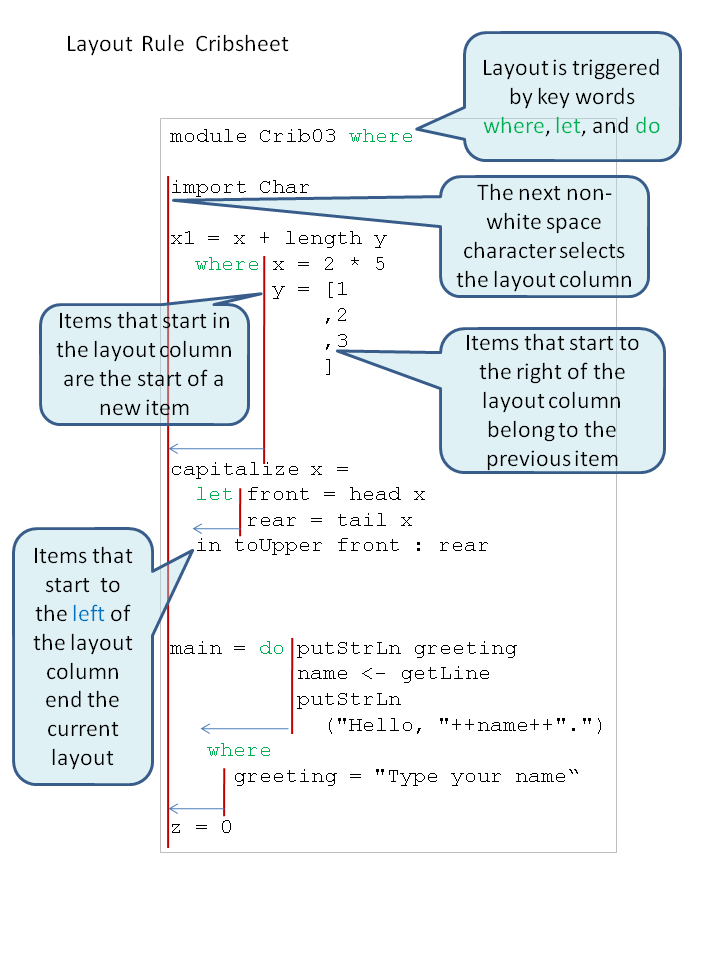 Layout Rule Cribsheet
Layout is triggered
by key words
where, let, and do
module Crib03 where
import Char
The next non-
white space
character selects
the layout column
x1 = x + length y
  where x = 2 * 5
        y = [1
            ,2
            ,3
            ]
Items that start in
the layout column
are the start of a
new item
Items that start to
the right of the
layout column
belong to the
previous item
capitalize x =
  let front = head x
      rear = tail x
  in toUpper front : rear
Items that
start to
the left of
the layout
column
end the
current
layout
main = do putStrLn greeting
          name <- getLine
          putStrLn
            ("Hello, "++name++".")
   where
     greeting = "Type your name“
z = 0